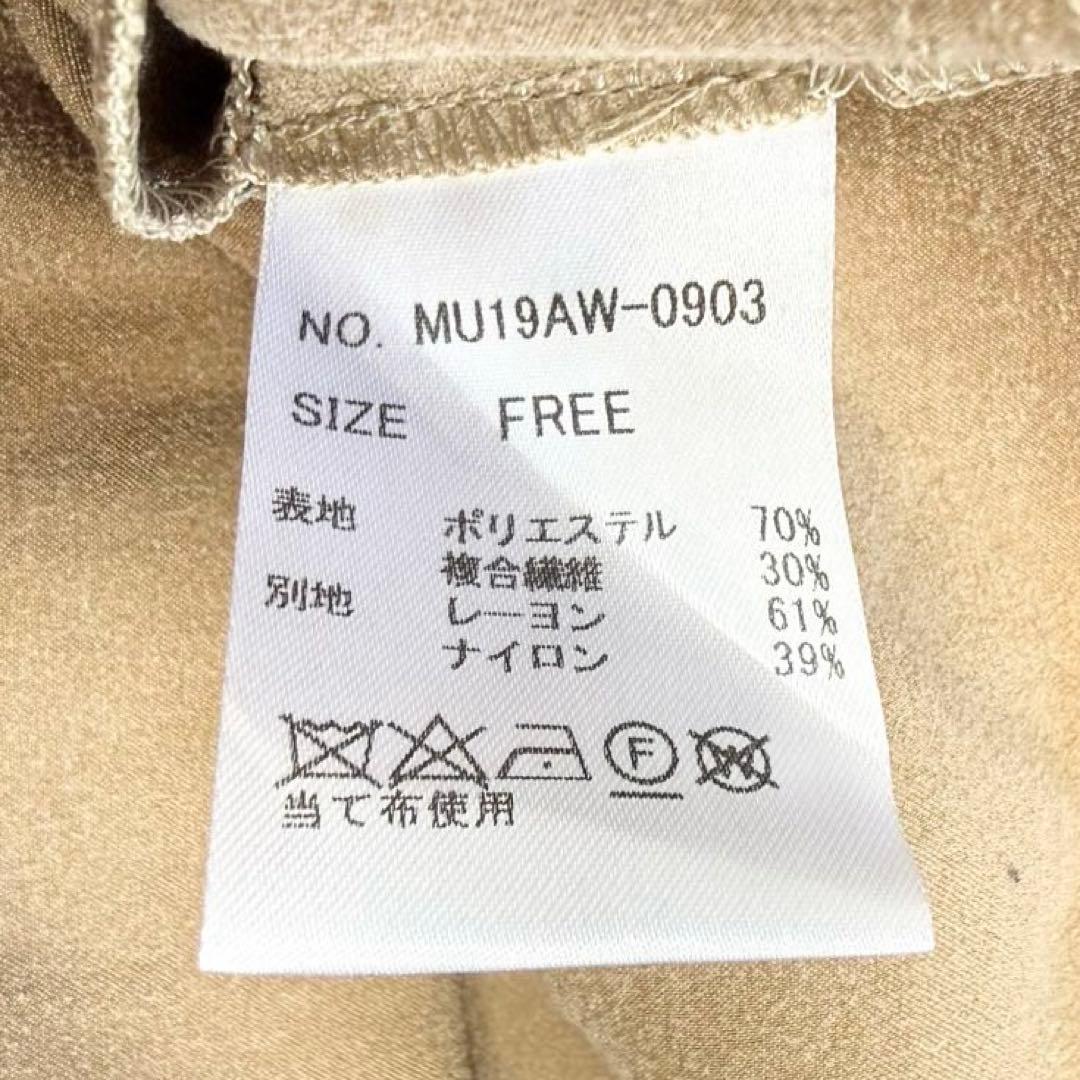 NO. MU19AW-0903
SIZE FREE
表地 ポリエステル 70%
複合繊維 30%
別地 レーヨン 61%
ナイロン 39%
F W
当て布使用